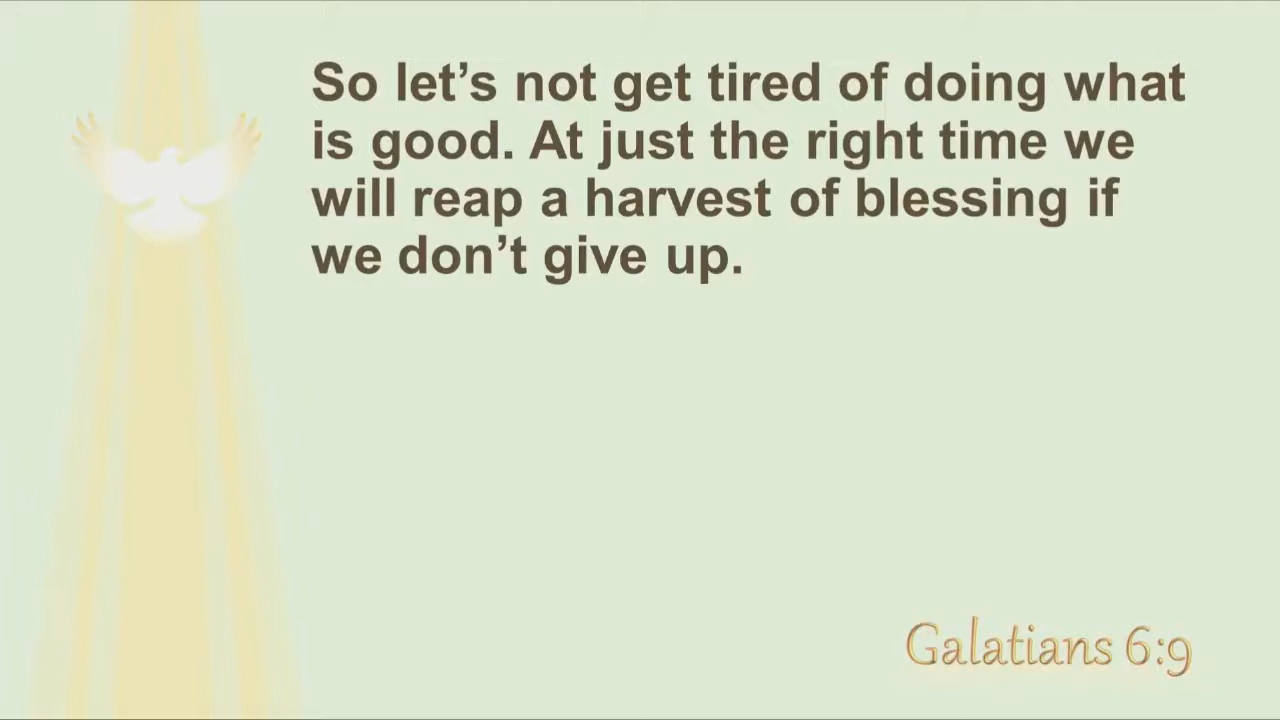 So let’s not get tired of doing what
is good. At just the right time we
will reap a harvest of blessing if
we don’t give up.
Galatians 6:9